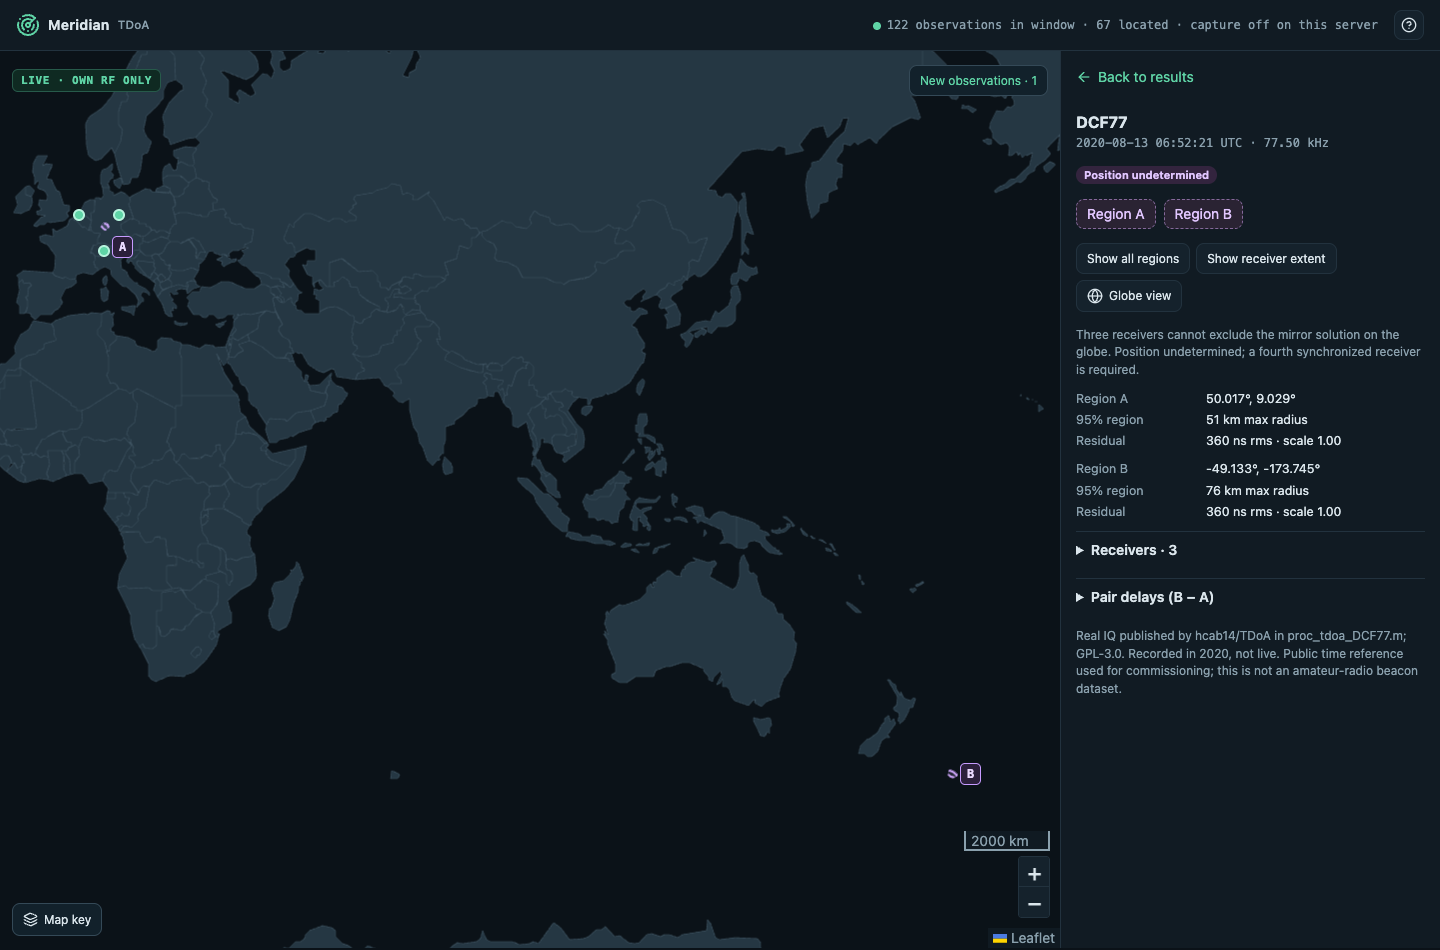 Meridian TDoA
122 observations in window · 67 located · capture off on this server
LIVE · OWN RF ONLY
New observations · 1
A
B
2000 km
+
−
Map key
Leaflet
Back to results
DCF77
2020-08-13 06:52:21 UTC · 77.50 kHz
Position undetermined
Region A Region B
Show all regions Show receiver extent
Globe view
Three receivers cannot exclude the mirror solution on the
globe. Position undetermined; a fourth synchronized receiver
is required.
Region A 50.017°, 9.029°
95% region 51 km max radius
Residual 360 ns rms · scale 1.00
Region B -49.133°, -173.745°
95% region 76 km max radius
Residual 360 ns rms · scale 1.00
Receivers · 3
Pair delays (B – A)
Real IQ published by hcab14/TDoA in proc_tdoa_DCF77.m;
GPL-3.0. Recorded in 2020, not live. Public time reference
used for commissioning; this is not an amateur-radio beacon
dataset.